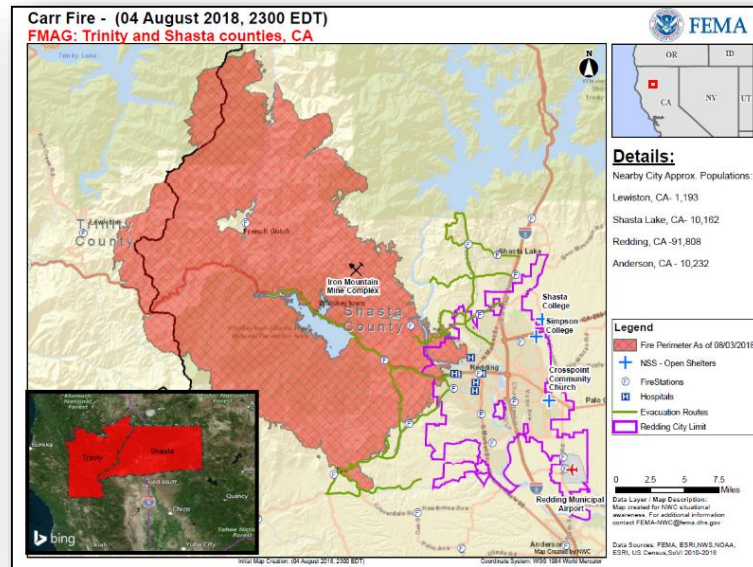 Carr Fire - (04 August 2018, 2300 EDT)
FMAG: Trinity and Shasta counties, CA
FEMA
OR
ID
NV
UT
CA
N
Trinity Lake
Lewiston
Trinity
County
French Gulch
Iron Mountain
Mine Complex
Whiskeytown
Shasta
County
Shasta Lake
Shasta
College
Simpson
College
Redding
Crosspoint
Community
Church
Palo C
Redding Municipal
Airport
Anderson
Map Created by NWC
Details:
Nearby City Approx. Populations:
Lewiston, CA- 1,193
Shasta Lake, CA- 10,162
Redding, CA -91,808
Anderson, CA - 10,232
Legend
Fire Perimeter As of 08/03/2018
NSS - Open Shelters
FireStations
Hospitals
Evacuation Routes
Redding City Limit
0 2.5 5 7.5
Miles
Data Layer / Map Description:
Map created for NWC situational
awareness. For additional information
contact FEMA-NWC@fema.dhs.gov
Data Sources: FEMA, ESRI,NWS,NOAA,
ESRI, US Census,SoVI 2010-2016
Eureka
Trinity
Shasta
Red Bluff
Quincy
Chico
Ukiah
Yuba City
bing
Initial Map Creation: (04 August 2018, 2300 EDT)
Coordinate System: WGS 1984 World Mercator